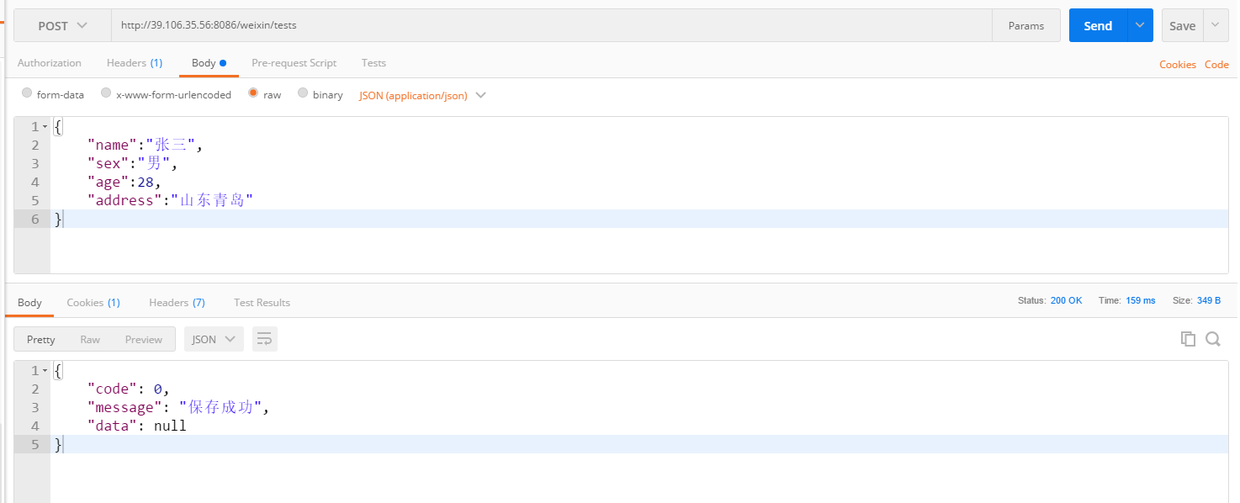 POST http://39.106.35.56:8086/weixin/tests Params Send Save
Authorization Headers (1) Body Pre-request Script Tests Cookies Code
form-data x-www-form-urlencoded raw binary JSON (application/json)
1 {
2 "name":"张三",
3 "sex":"男",
4 "age":28,
5 "address":"山东青岛"
6 }
Body Cookies (1) Headers (7) Test Results Status: 200 OK Time: 159 ms Size: 349 B
Pretty Raw Preview JSON
1 {
2 "code": 0,
3 "message": "保存成功",
4 "data": null
5 }